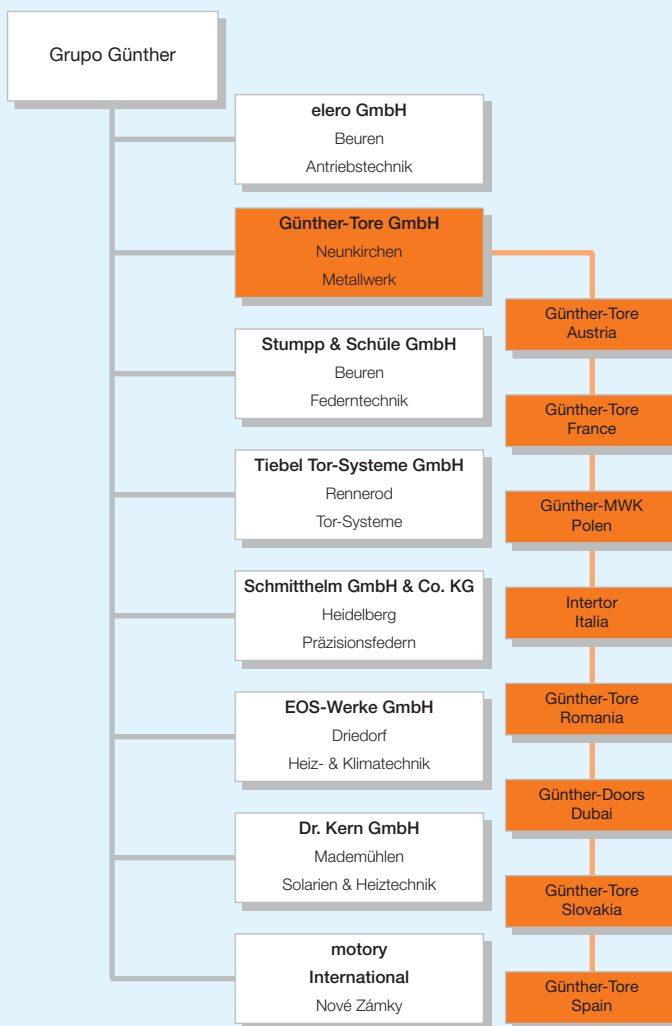 Grupo Günther
elero GmbH
Beuren
Antriebstechnik
Günther-Tore GmbH
Neunkirchen
Metallwerk
Stumpp & Schüle GmbH
Beuren
Federntechnik
Tiebel Tor-Systeme GmbH
Rennerod
Tor-Systeme
Schmitthelm GmbH & Co. KG
Heidelberg
Präzisionsfedern
EOS-Werke GmbH
Driedorf
Heiz- & Klimatechnik
Dr. Kern GmbH
Mademühlen
Solarien & Heiztechnik
motory
International
Nové Zámky
Günther-Tore
Austria
Günther-Tore
France
Günther-MWK
Polen
Intertor
Italia
Günther-Tore
Romania
Günther-Doors
Dubai
Günther-Tore
Slovakia
Günther-Tore
Spain